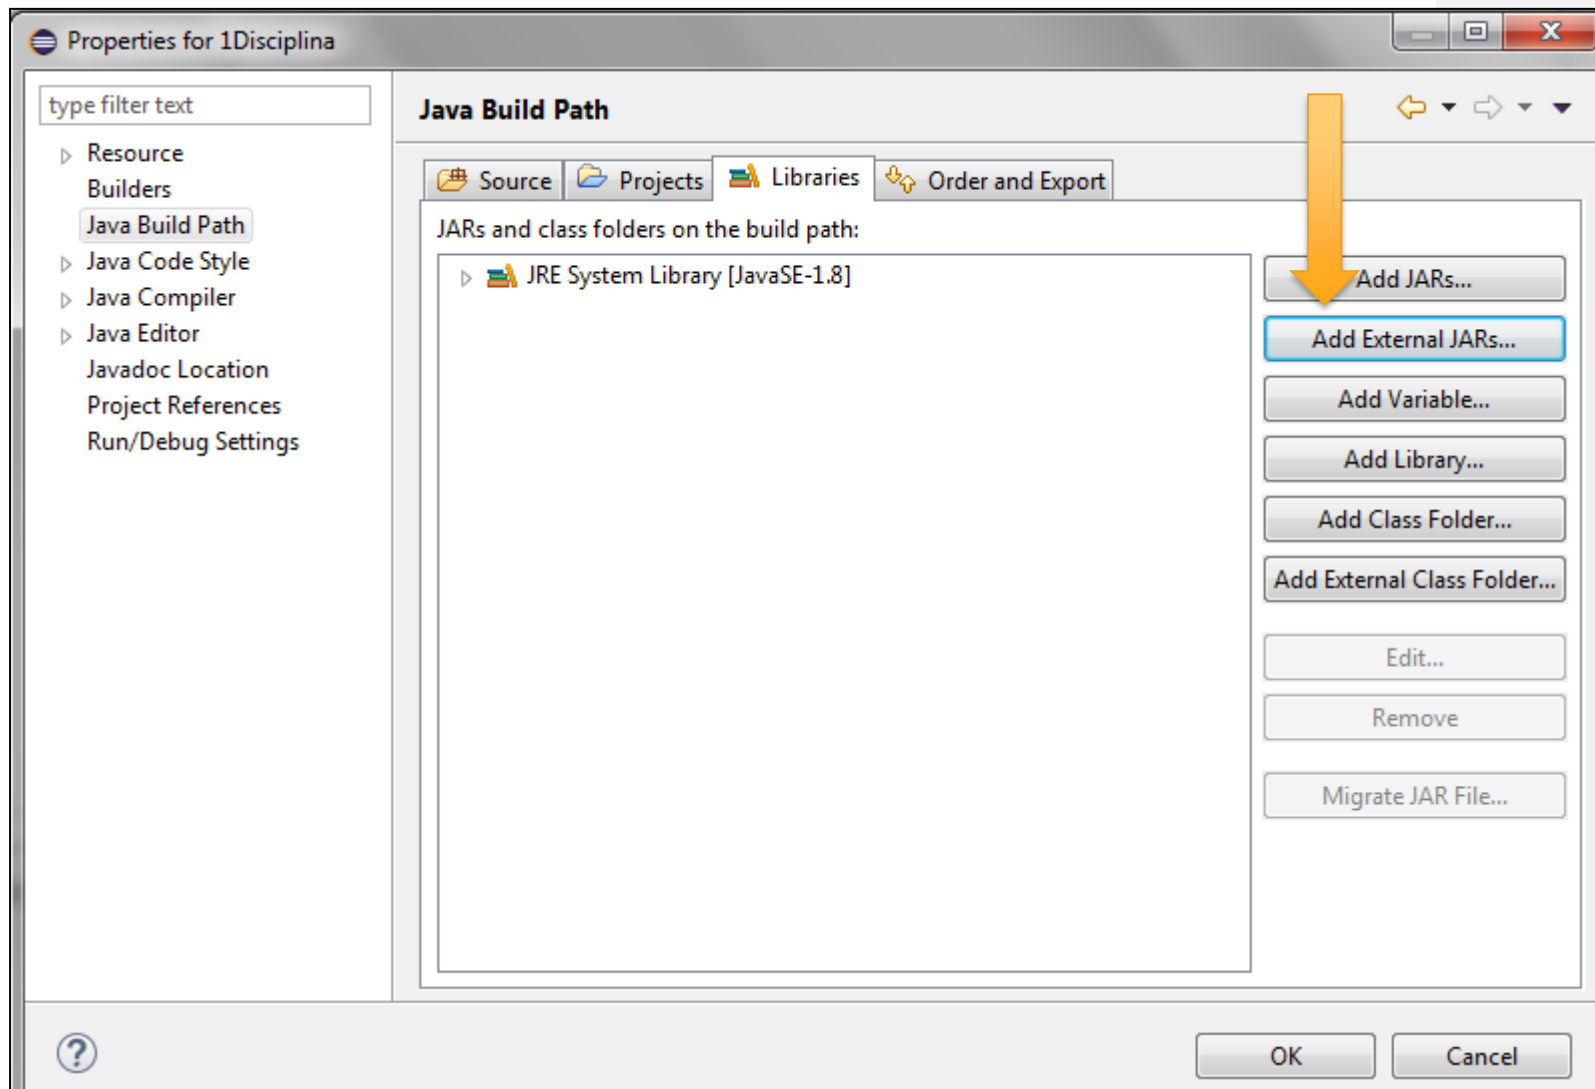 Properties for 1Disciplina
type filter text
Resource
Builders
Java Build Path
Java Code Style
Java Compiler
Java Editor
Javadoc Location
Project References
Run/Debug Settings
Java Build Path
Source Projects Libraries Order and Export
JARs and class folders on the build path:
JRE System Library [JavaSE-1.8]
Add JARs...
Add External JARs...
Add Variable...
Add Library...
Add Class Folder...
Add External Class Folder...
Edit...
Remove
Migrate JAR File...
?
OK Cancel